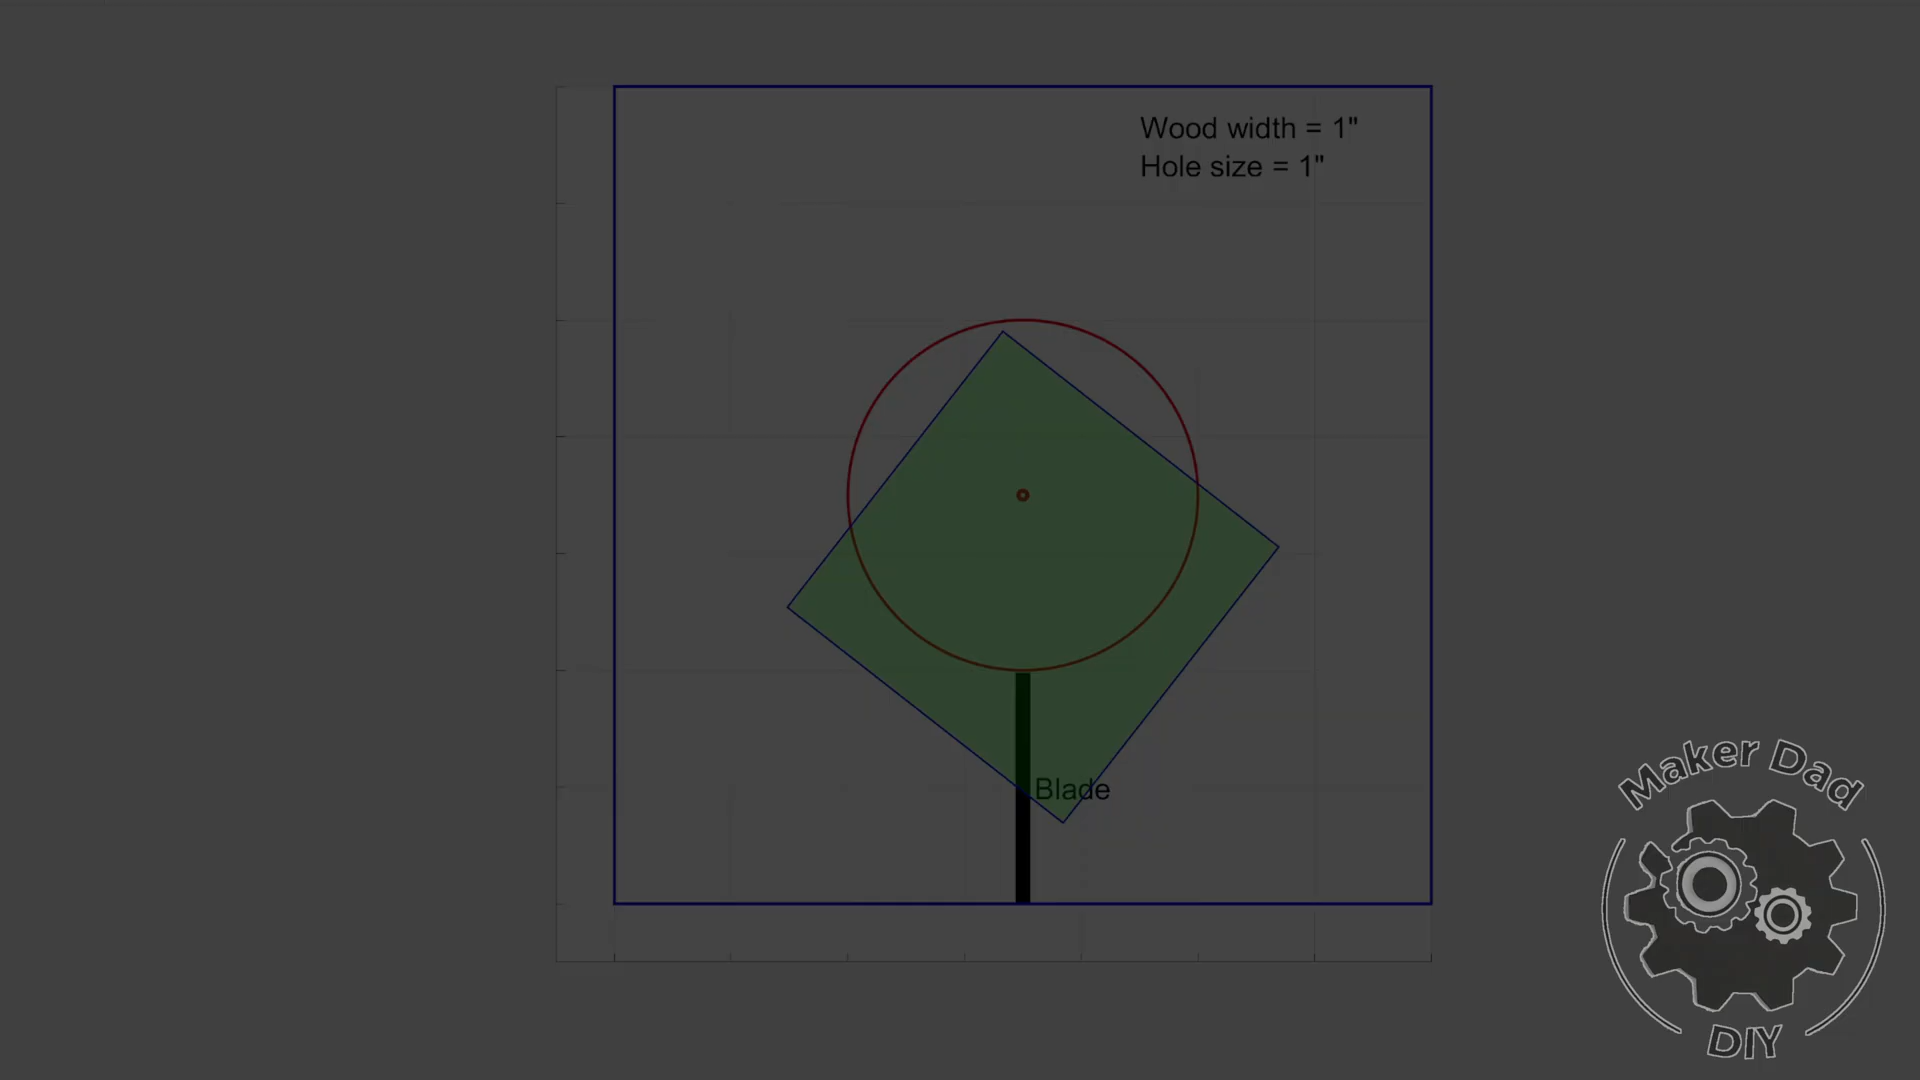 Wood width = 1"
Hole size = 1"
Blade
Maker Dad
DIY